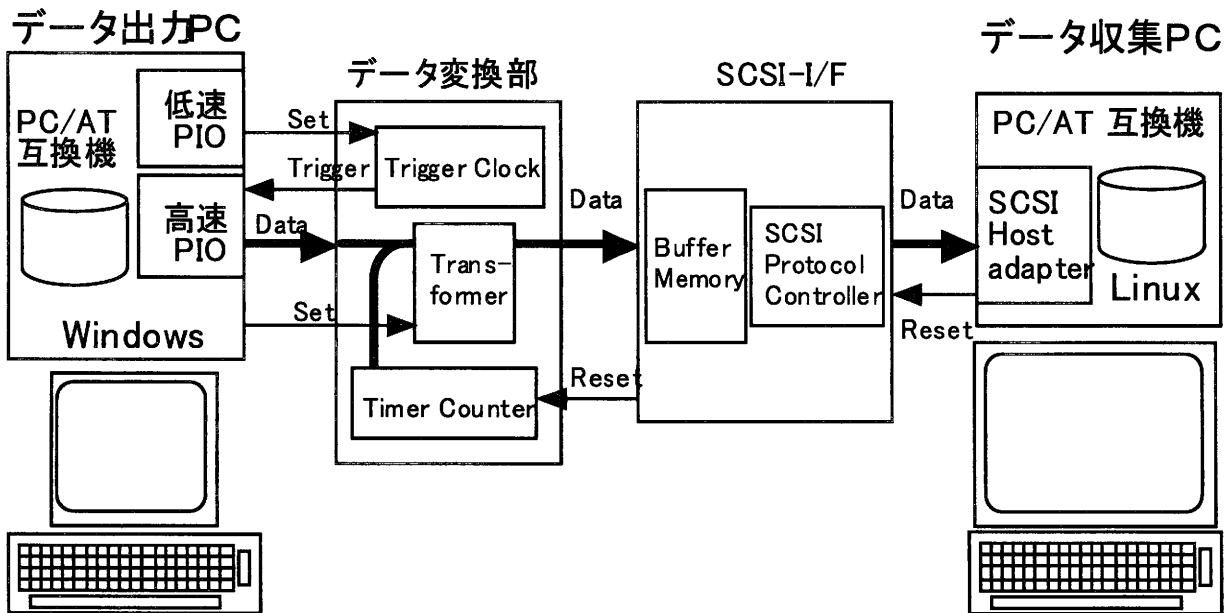 データ出力PC
PC/AT
互換機
低速
PIO
高速
PIO
Windows
Set
Trigger
Data
Set
データ変換部
Trigger Clock
Trans-
former
Timer Counter
Data
Reset
SCSI-I/F
Buffer
Memory
SCSI
Protocol
Controller
Data
Reset
データ収集PC
PC/AT 互換機
SCSI
Host
adapter
Linux